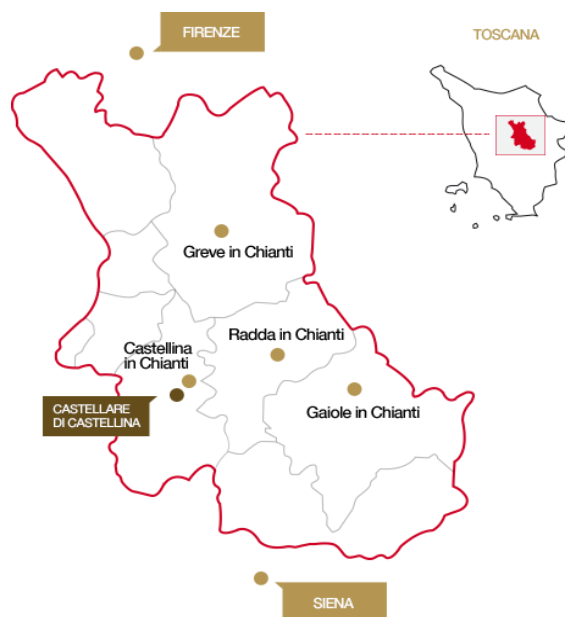 FIRENZE
TOSCANA
Greve in Chianti
Radda in Chianti
Castellina
in Chianti
CASTELLARE
DI CASTELLINA
Gaiole in Chianti
SIENA